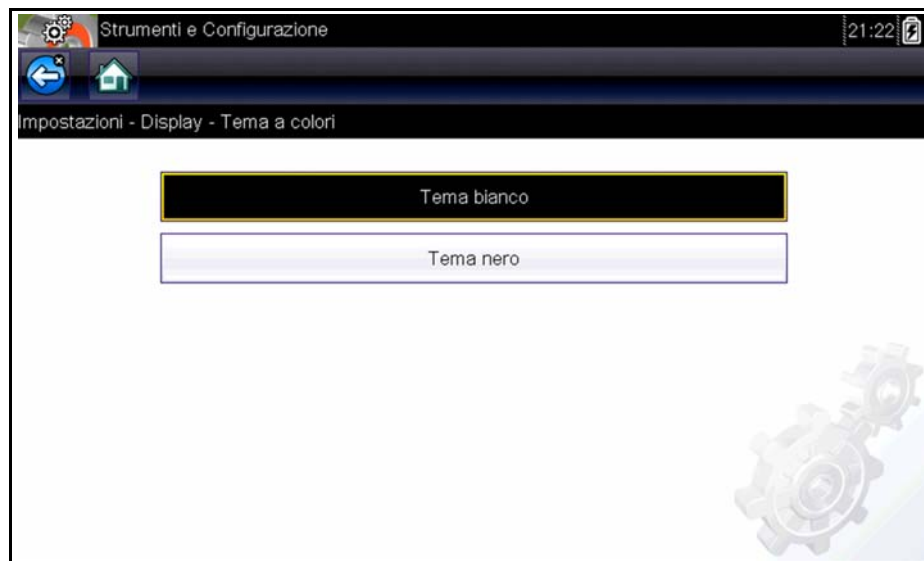 Strumenti e Configurazione
21:22
Impostazioni - Display - Tema a colori
Tema bianco
Tema nero